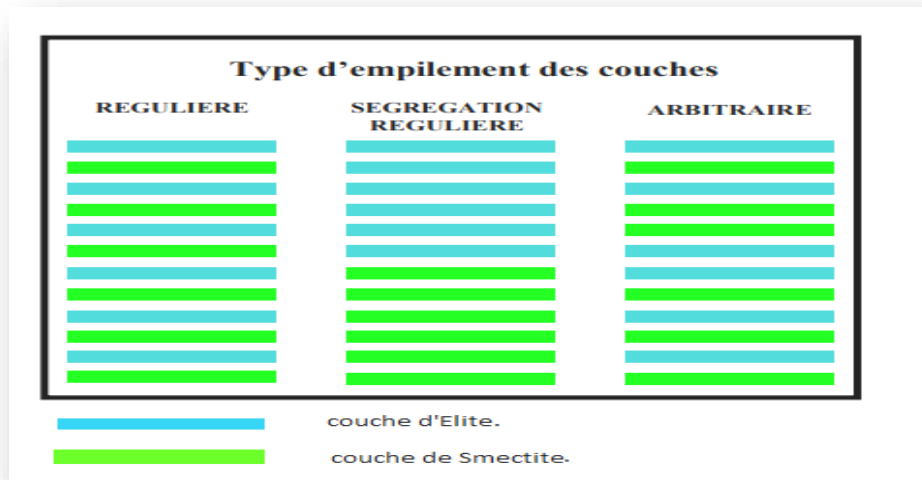 Type d’empilement des couches
REGULIERE
SEGREGATION
REGULIERE
ARBITRAIRE
couche d'Elite.
couche de Smectite.